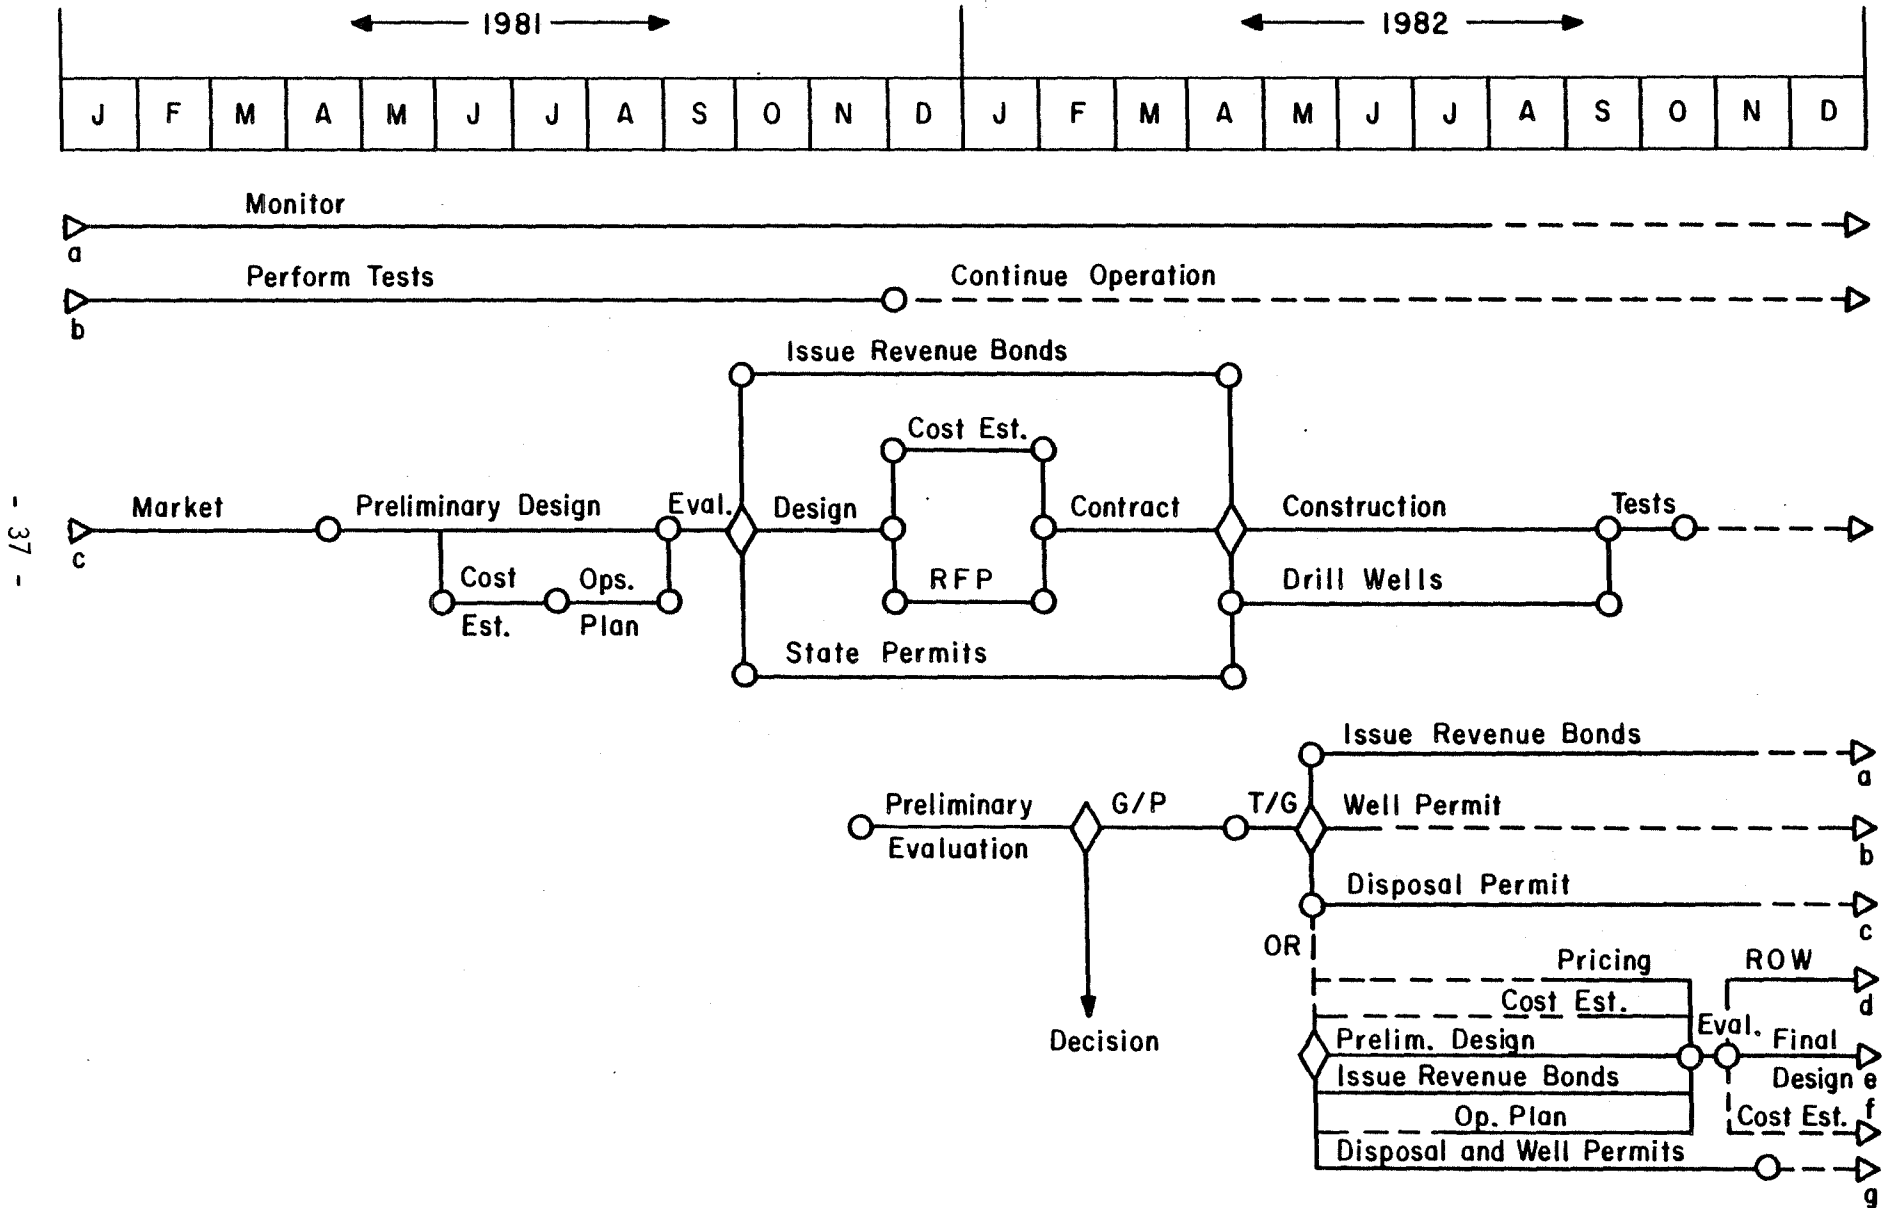 1981 1982
J F M A M J J A S O N D J F M A M J J A S O N D
Monitor
a
Perform Tests Continue Operation
b
Issue Revenue Bonds
Cost Est.
Market Preliminary Design Eval. Design Contract Construction Tests
c
Cost Ops. RFP Drill Wells
Est. Plan
State Permits
- 37 -
Issue Revenue Bonds
a
Preliminary G/P T/G Well Permit
Evaluation b
Disposal Permit
c
OR
Pricing ROW
d
Cost Est.
Eval.
Decision Prelim. Design Final
Issue Revenue Bonds Design e
f
Op. Plan Cost Est.
Disposal and Well Permits
g